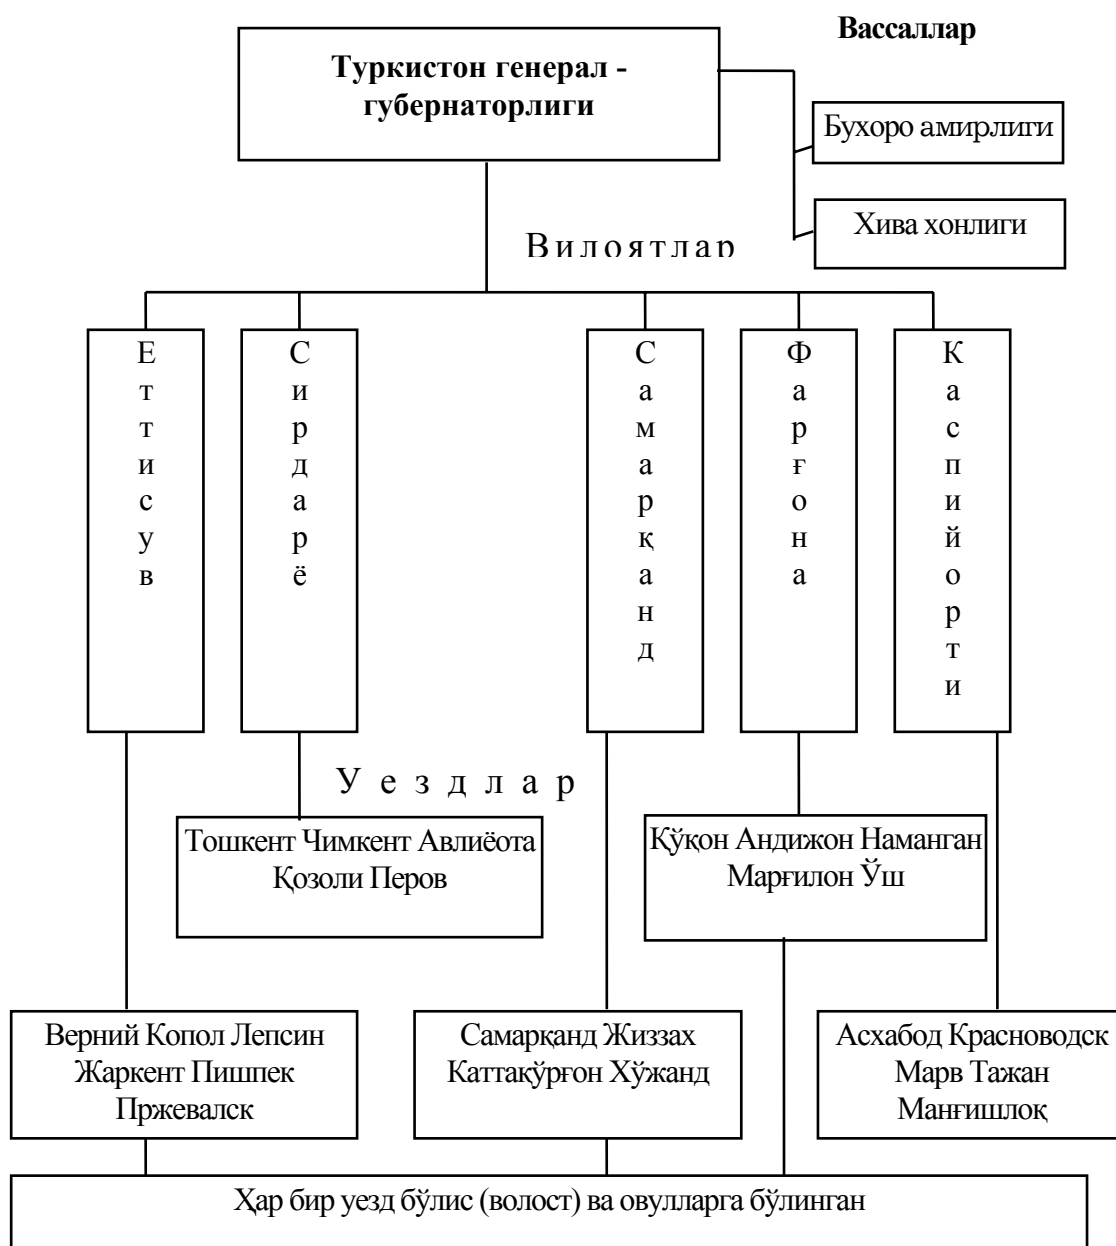 Вассаллар
Туркистон генерал -
губернаторлиги
Бухоро амирлиги
Хива хонлиги
Вилоятлар
Еттисув
Сирдарё
Самарқанд
Фарғона
Каспийорти
Уездлар
Тошкент Чимкент Авлиёота
Қозоли Перов
Қўқон Андижон Наманган
Марғилон Ўш
Верний Копол Лепсин
Жаркент Пишпек
Пржевалск
Самарқанд Жиззах
Каттақўрғон Хўжанд
Асхабод Красноводск
Марв Тажан
Манғишлоқ
Ҳар бир уезд бўлис (волост) ва овулларга бўлинган